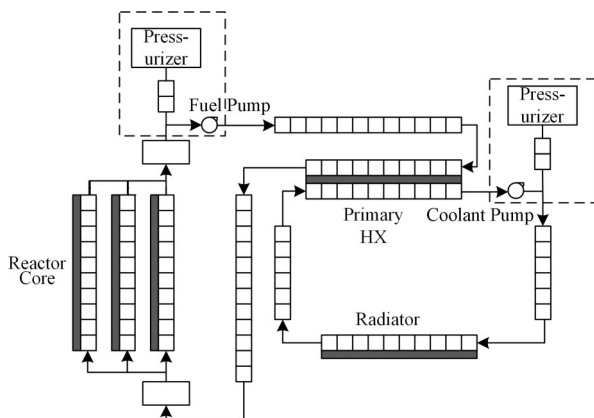 Press-
urizer
Fuel Pump
Press-
urizer
Primary
HX
Coolant Pump
Reactor
Core
Radiator